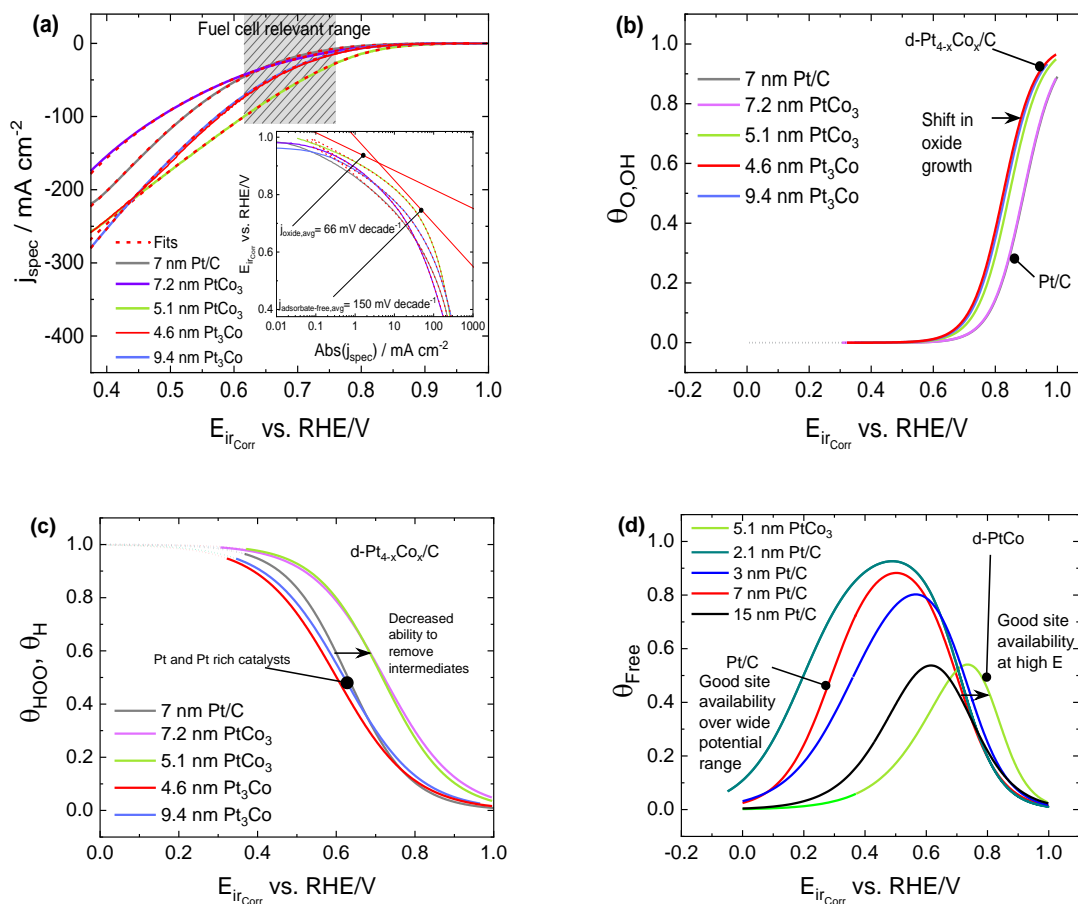 (a)
Fuel cell relevant range
0
-100
-200
-300
-400
j_spec / mA cm⁻²
Fits
7 nm Pt/C
7.2 nm PtCo₃
5.1 nm PtCo₃
4.6 nm Pt₃Co
9.4 nm Pt₃Co
1.0
0.8
0.6
0.4
E_ir_Corr vs. RHE/V
j_oxide,avg = 66 mV decade⁻¹
j_adsorbate-free,avg = 150 mV decade⁻¹
0.01 0.1 1 10 100 1000
Abs(j_spec) / mA cm⁻²
0.4 0.5 0.6 0.7 0.8 0.9 1.0
E_ir_Corr vs. RHE/V
(b)
d-Pt₄₋ₓCoₓ/C
1.0
0.8
0.6
0.4
0.2
0.0
θ_O,OH
7 nm Pt/C
7.2 nm PtCo₃
5.1 nm PtCo₃
4.6 nm Pt₃Co
9.4 nm Pt₃Co
Shift in
oxide
growth
Pt/C
-0.2 0.0 0.2 0.4 0.6 0.8 1.0
E_ir_Corr vs. RHE/V
(c)
1.0
0.8
0.6
0.4
0.2
0.0
θ_HOO, θ_H
d-Pt₄₋ₓCoₓ/C
Decreased
ability to
remove
intermediates
Pt and Pt rich catalysts
7 nm Pt/C
7.2 nm PtCo₃
5.1 nm PtCo₃
4.6 nm Pt₃Co
9.4 nm Pt₃Co
0.0 0.2 0.4 0.6 0.8 1.0
E_ir_Corr vs. RHE/V
(d)
1.0
0.8
0.6
0.4
0.2
0.0
θ_Free
5.1 nm PtCo₃
2.1 nm Pt/C
3 nm Pt/C
7 nm Pt/C
15 nm Pt/C
d-PtCo
Good site
availability
at high E
Pt/C
Good site
availability
over wide
potential
range
-0.2 0.0 0.2 0.4 0.6 0.8 1.0
E_ir_Corr vs. RHE/V